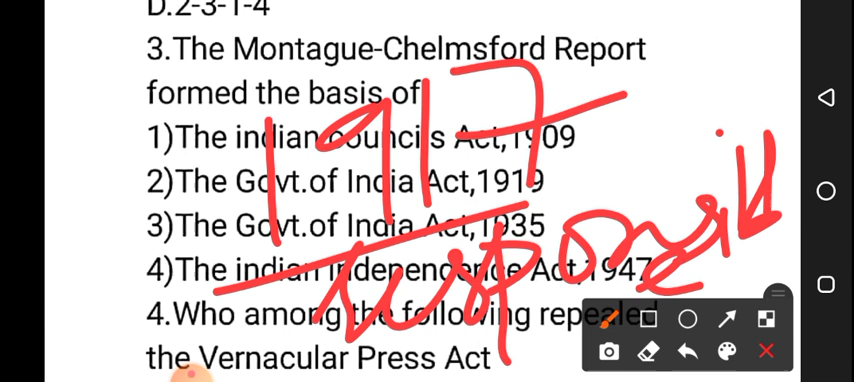 D.2-3-1-4
3.The Montague-Chelmsford Report
formed the basis of
1)The indian councils Act,1909
2)The Govt.of India Act,1919
3)The Govt.of India Act,1935
4)The indian independence Act,1947
4.Who among the following repealed
the Vernacular Press Act
1917